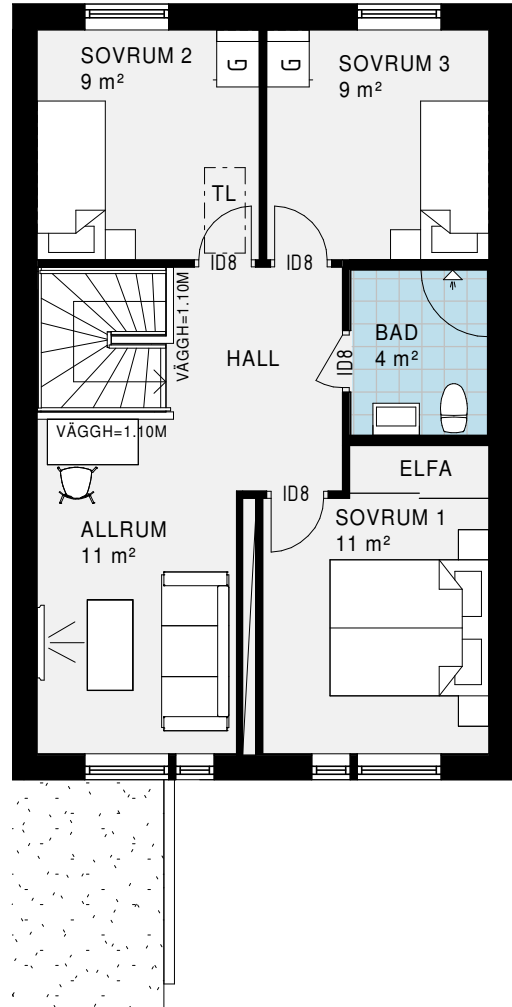 SOVRUM 2
9 m²
G
G
SOVRUM 3
9 m²
TL
ID8
ID8
VÄGGH=1.10M
BAD
4 m²
ID8
HALL
VÄGGH=1.10M
ELFA
ID8
ALLRUM
11 m²
SOVRUM 1
11 m²